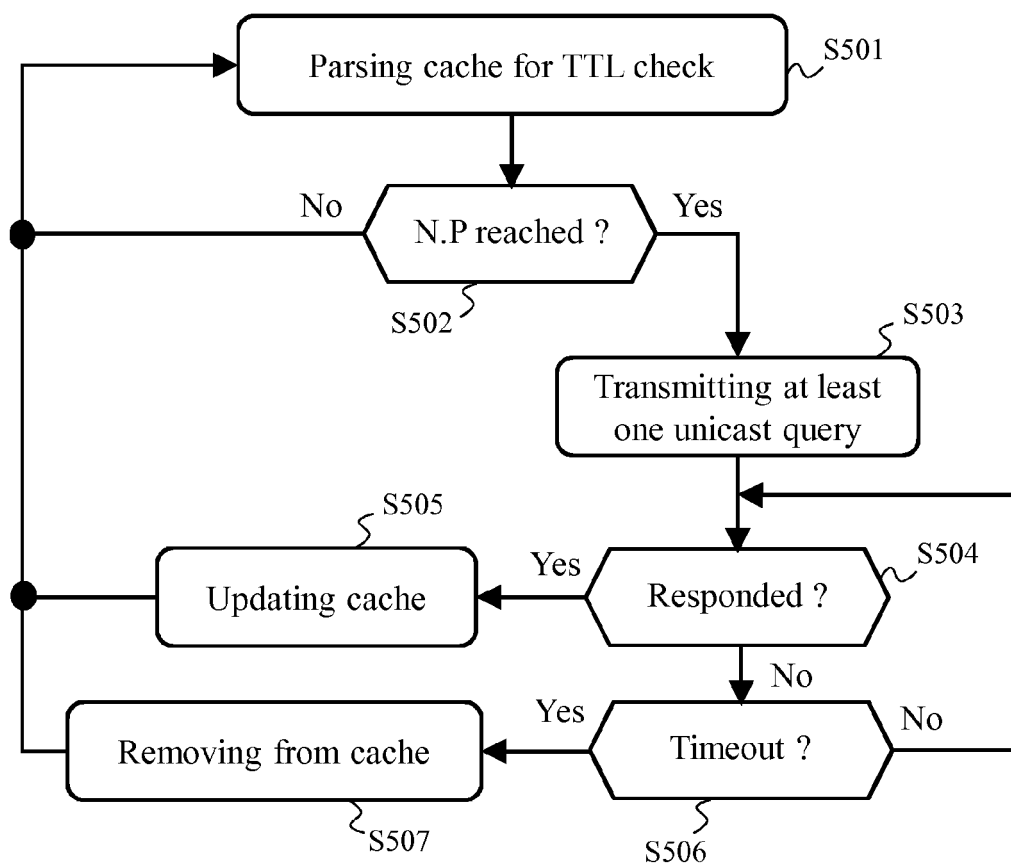 Parsing cache for TTL check
S501
No
N.P reached ?
Yes
S502
S503
Transmitting at least
one unicast query
S505
Yes
S504
Updating cache
Responded ?
No
Yes
No
Removing from cache
Timeout ?
S507
S506